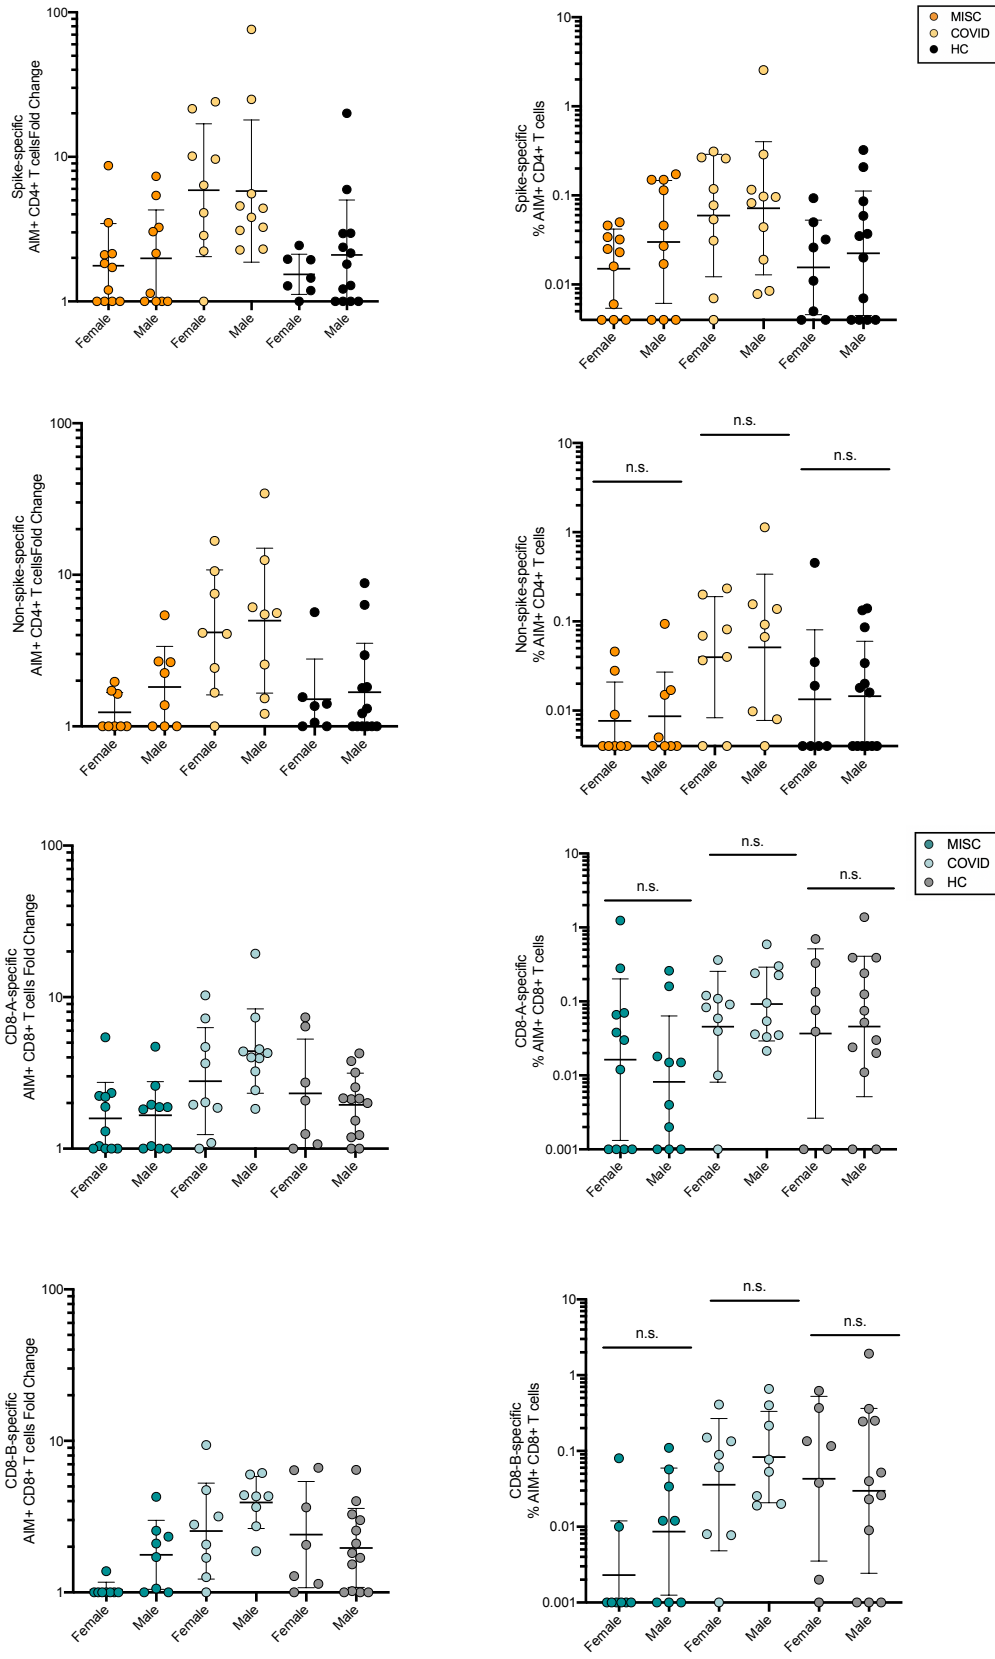 Spike-specific
AIM+ CD4+ T cellsFold Change
100
10
1
Female
Male
Female
Male
Female
Male
Spike-specific
% AIM+ CD4+ T cells
10
1
0.1
0.01
Female
Male
Female
Male
Female
Male
MISC
COVID
HC
Non-spike-specific
AIM+ CD4+ T cellsFold Change
100
10
1
Female
Male
Female
Male
Female
Male
Non-spike-specific
% AIM+ CD4+ T cells
10
1
0.1
0.01
n.s.
n.s.
n.s.
Female
Male
Female
Male
Female
Male
CD8-A-specific
AIM+ CD8+ T cells Fold Change
100
10
1
Female
Male
Female
Male
Female
Male
CD8-A-specific
% AIM+ CD8+ T cells
10
1
0.1
0.01
0.001
n.s.
n.s.
n.s.
Female
Male
Female
Male
Female
Male
MISC
COVID
HC
CD8-B-specific
AIM+ CD8+ T cells Fold Change
100
10
1
Female
Male
Female
Male
Female
Male
CD8-B-specific
% AIM+ CD8+ T cells
10
1
0.1
0.01
0.001
n.s.
n.s.
n.s.
Female
Male
Female
Male
Female
Male